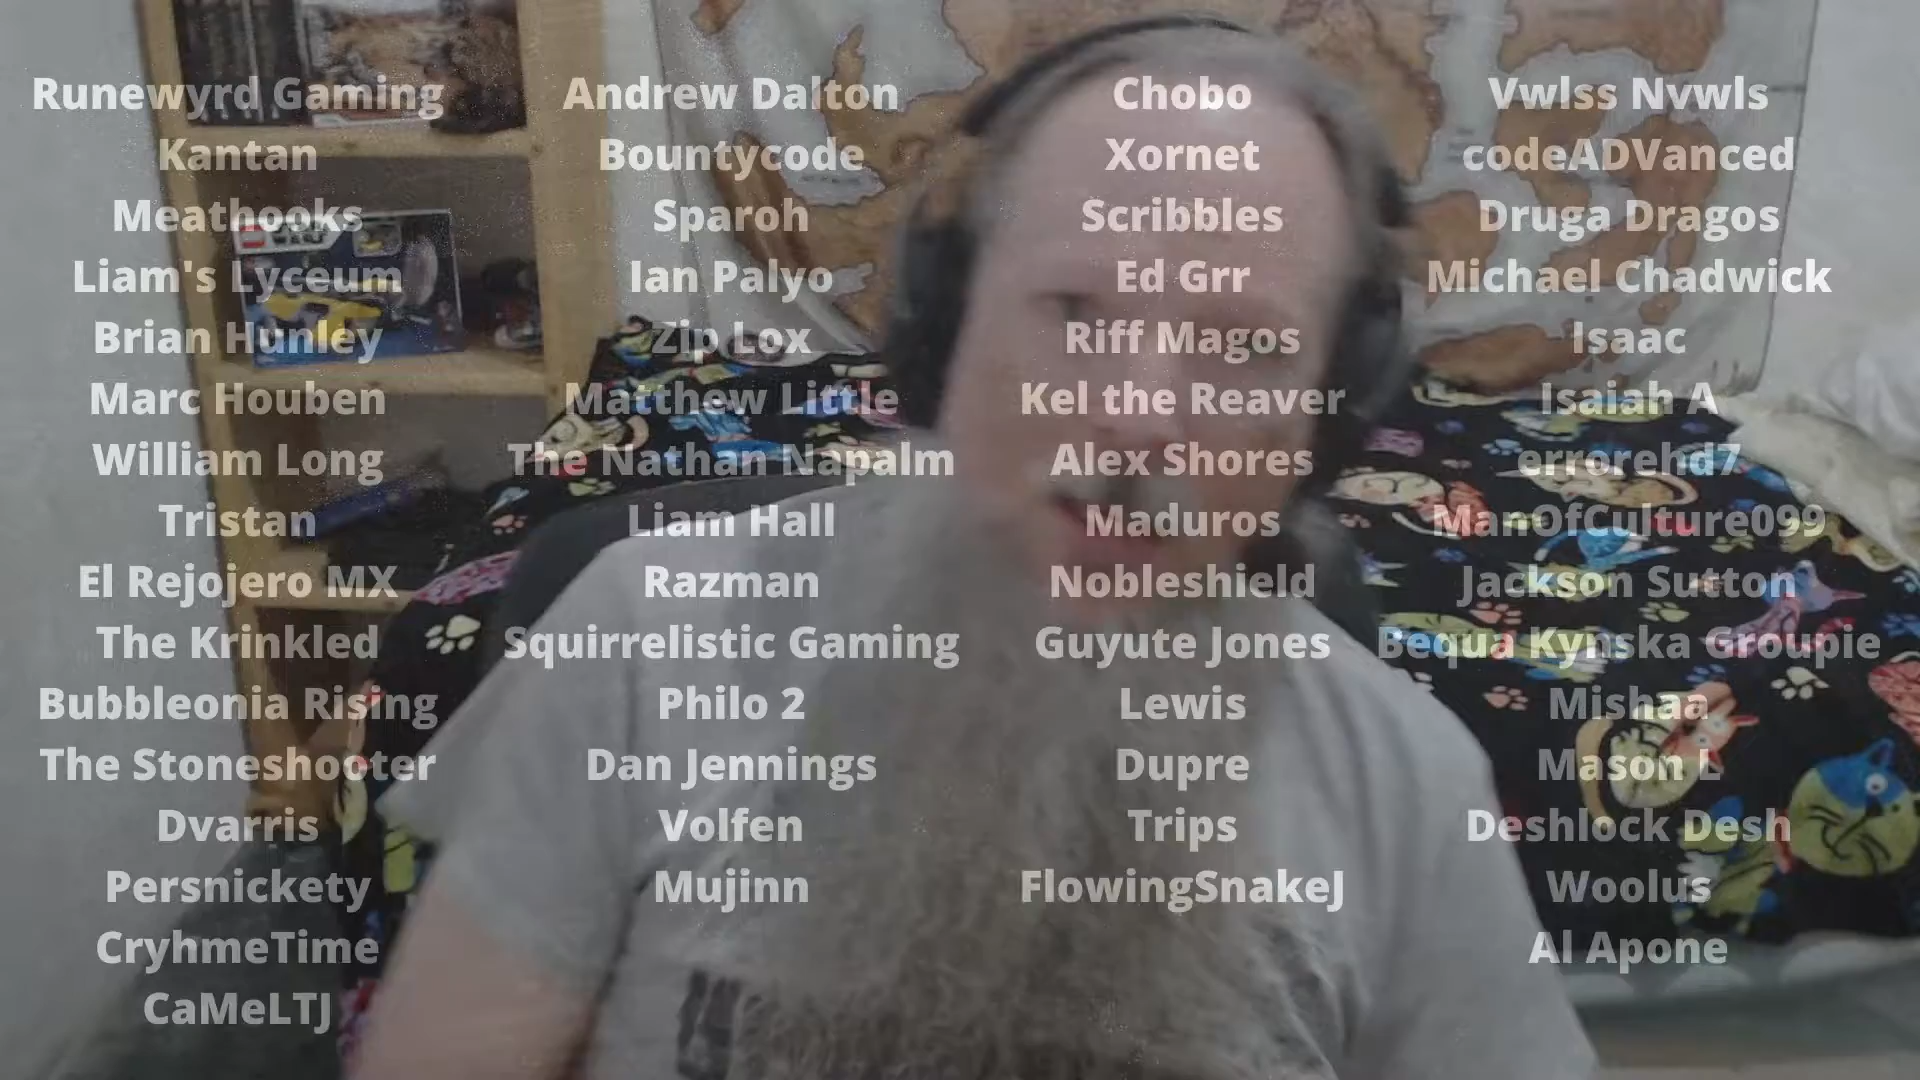 Runewyrd Gaming
Kantan
Meathooks
Liam's Lyceum
Brian Hunley
Marc Houben
William Long
Tristan
El Rejojero MX
The Krinkled
Bubbleonia Rising
The Stoneshooter
Dvarris
Persnickety
CryhmeTime
CaMeLTJ
Andrew Dalton
Bountycode
Sparoh
Ian Palyo
Zip Lox
Matthew Little
The Nathan Napalm
Liam Hall
Razman
Squirrelistic Gaming
Philo 2
Dan Jennings
Volfen
Mujinn
Chobo
Xornet
Scribbles
Ed Grr
Riff Magos
Kel the Reaver
Alex Shores
Maduros
Nobleshield
Guyute Jones
Lewis
Dupre
Trips
FlowingSnakeJ
Vwlss Nvwls
codeADVanced
Druga Dragos
Michael Chadwick
Isaac
Isaiah A
errorehd7
ManOfCulture099
Jackson Sutton
Bequa Kynska Groupie
Mishaa
Mason L
Deshlock Desh
Woolus
Al Apone